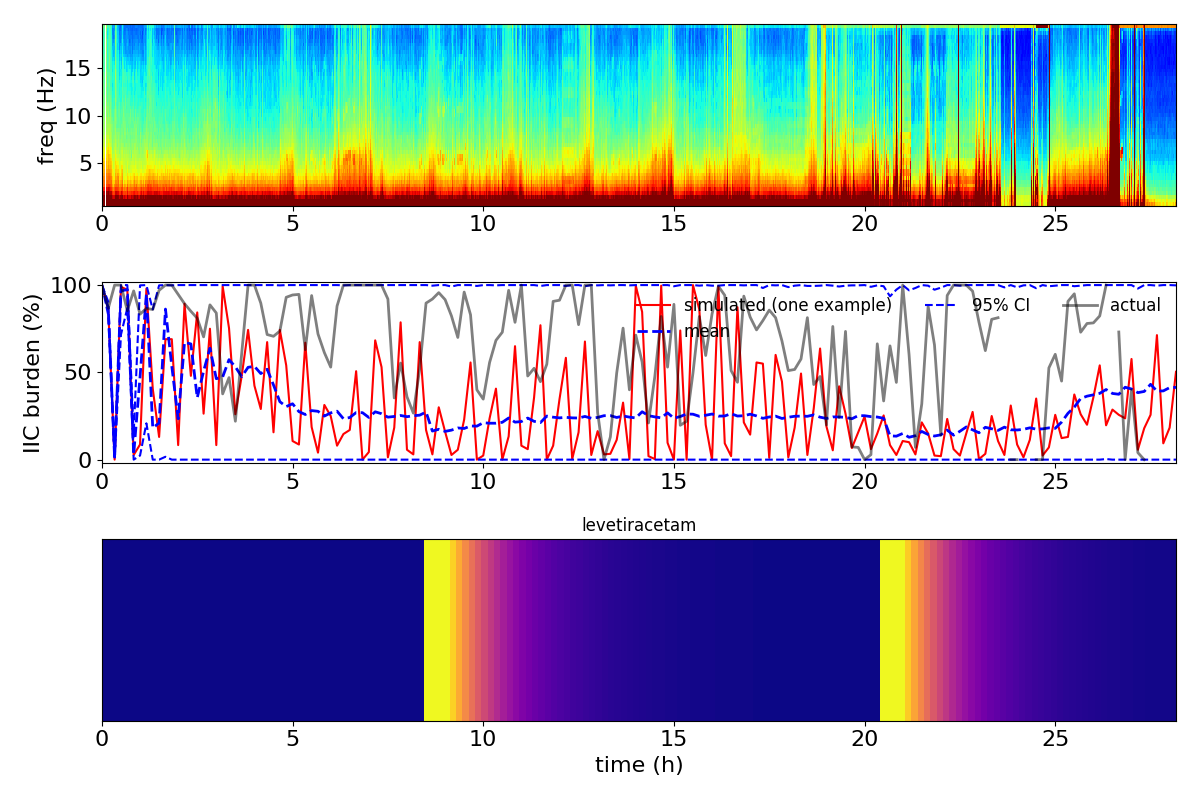 freq (Hz)
15
10
5
0 5 10 15 20 25
IIC burden (%)
100
50
0
simulated (one example)
mean
95% CI
actual
0 5 10 15 20 25
levetiracetam
0 5 10 15 20 25
time (h)